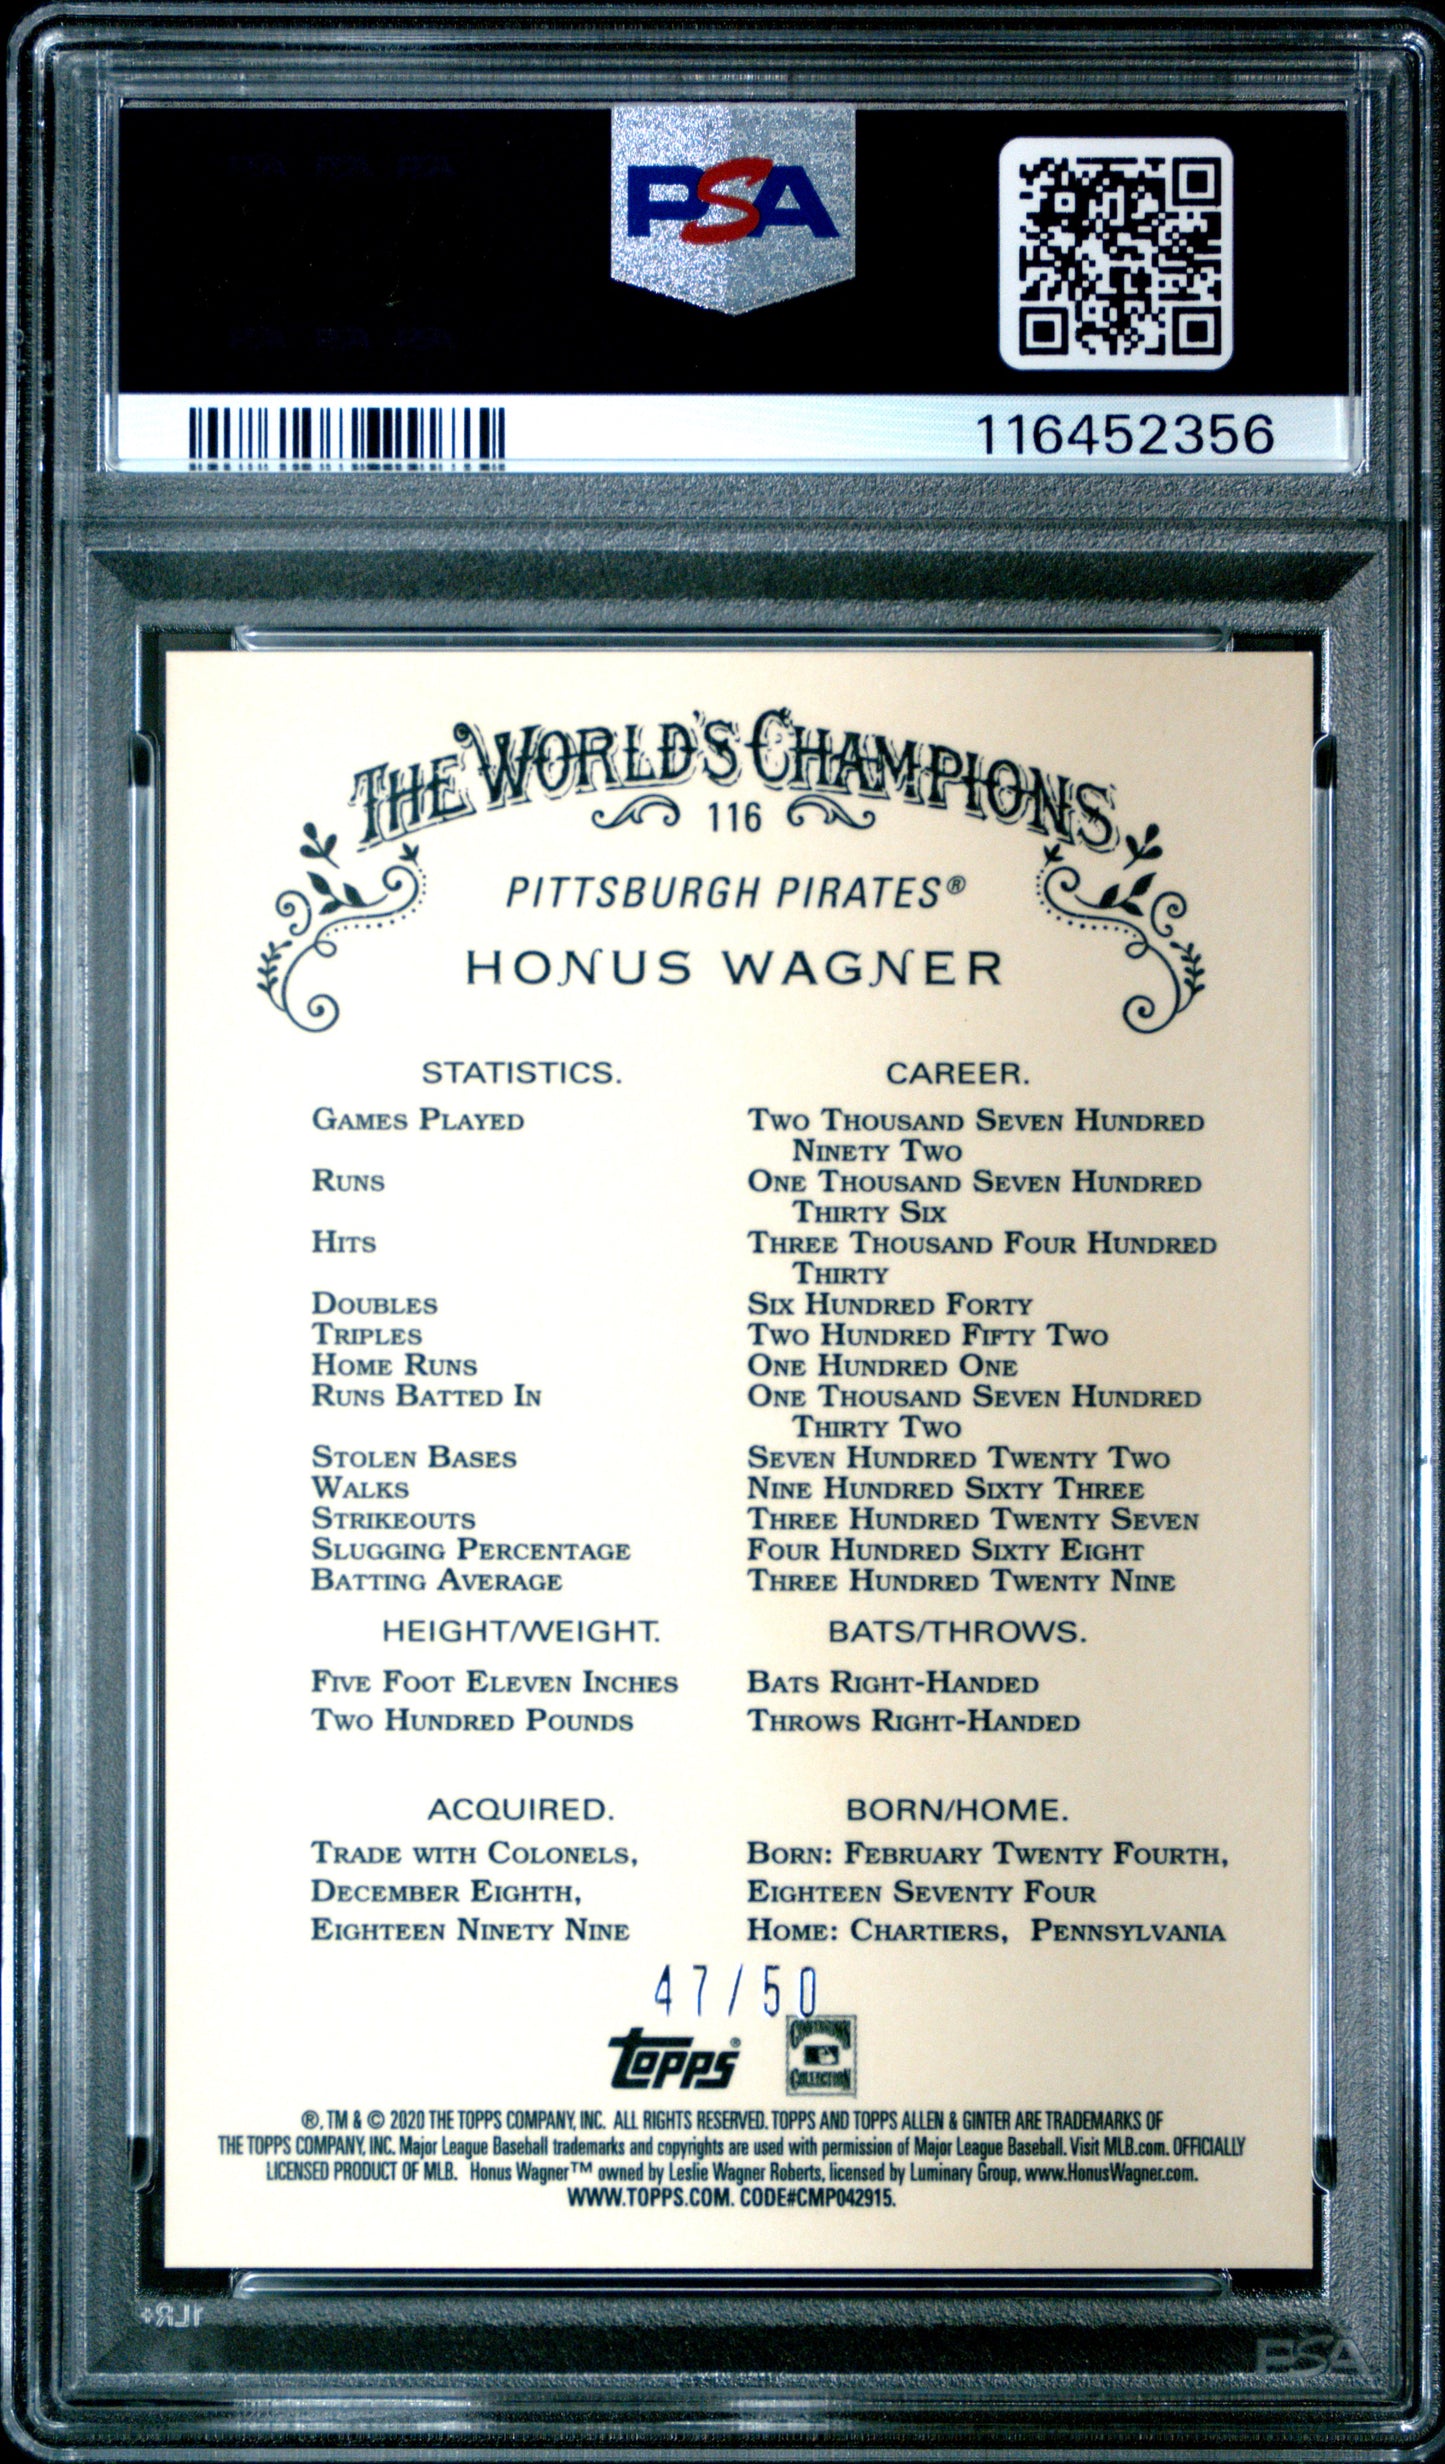 PSA
116452356
THE WORLD'S CHAMPIONS
116
PITTSBURGH PIRATES®
HONUS WAGNER
STATISTICS. CAREER.
GAMES PLAYED TWO THOUSAND SEVEN HUNDRED
NINETY TWO
RUNS ONE THOUSAND SEVEN HUNDRED
THIRTY SIX
HITS THREE THOUSAND FOUR HUNDRED
THIRTY
DOUBLES SIX HUNDRED FORTY
TRIPLES TWO HUNDRED FIFTY TWO
HOME RUNS ONE HUNDRED ONE
RUNS BATTED IN ONE THOUSAND SEVEN HUNDRED
THIRTY TWO
STOLEN BASES SEVEN HUNDRED TWENTY TWO
WALKS NINE HUNDRED SIXTY THREE
STRIKEOUTS THREE HUNDRED TWENTY SEVEN
SLUGGING PERCENTAGE FOUR HUNDRED SIXTY EIGHT
BATTING AVERAGE THREE HUNDRED TWENTY NINE
HEIGHT/WEIGHT. BATS/THROWS.
FIVE FOOT ELEVEN INCHES BATS RIGHT-HANDED
TWO HUNDRED POUNDS THROWS RIGHT-HANDED
ACQUIRED. BORN/HOME.
TRADE WITH COLONELS, BORN: FEBRUARY TWENTY FOURTH,
DECEMBER EIGHTH, EIGHTEEN SEVENTY FOUR
EIGHTEEN NINETY NINE HOME: CHARTIERS, PENNSYLVANIA
47/50
topps® COLLECTION
®, TM & © 2020 THE TOPPS COMPANY, INC. ALL RIGHTS RESERVED. TOPPS AND TOPPS ALLEN & GINTER ARE TRADEMARKS OF
THE TOPPS COMPANY, INC. Major League Baseball trademarks and copyrights are used with permission of Major League Baseball. Visit MLB.com. OFFICIALLY
LICENSED PRODUCT OF MLB. Honus Wagner™ owned by Leslie Wagner Roberts, licensed by Luminary Group, www.HonusWagner.com.
WWW.TOPPS.COM. CODE#CMP042915.
PSA